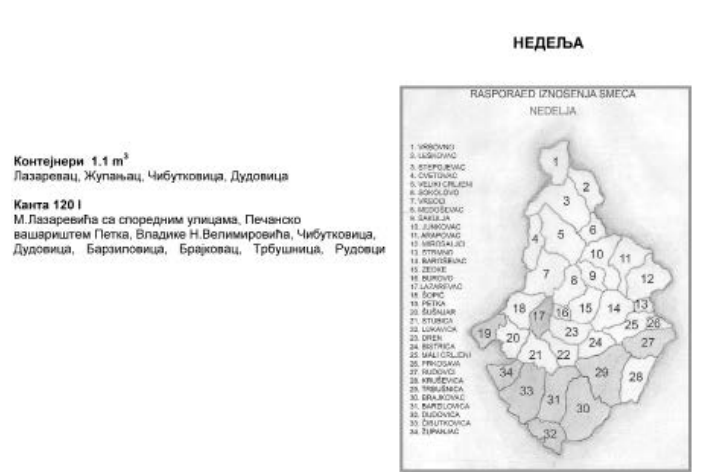 НЕДЕЉА
Контејнери 1.1 m³
Лазаревац, Жупањац, Чибутковица, Дудовица
Канта 120 l
М.Лазаревића са споредним улицама, Печанско
вашариштем Петка, Владике Н.Велимировића, Чибутковица,
Дудовица, Барзиловица, Брајковац, Трбушница, Рудовци
RASPORAED IZNOSENJA SMECA
NEDELJA
1. VRBOVNO
2. LESKOVAC
3. STEPOJEVAC
4. CVETOVAC
5. VELIKI CRLJENI
6. SOKOLOVO
7. VREOCI
8. MEDOŠEVAC
9. SAKULJA
10. JUNKOVAC
11. ARAPOVAC
12. MIROSALJCI
13. STRMNO
14. BAROŠEVAC
15. ZEOKE
16. BUROVO
17. LAZAREVAC
18. ŠOPIĆ
19. PETKA
20. ŠUŠNJAR
21. STUBICA
22. LUKAVICA
23. DREN
24. BISTRICA
25. MALI CRLJENI
26. PRKOSAVA
27. RUDOVCI
28. KRUŠEVICA
29. TRBUŠNICA
30. BRAJKOVAC
31. BARZILOVICA
32. DUDOVICA
33. ČIBUTKOVICA
34. ŽUPANJAC
1
2
3
4
5
6
7
8
9
10
11
12
13
14
15
16
17
18
19
20
21
22
23
24
25
26
27
28
29
30
31
32
33
34